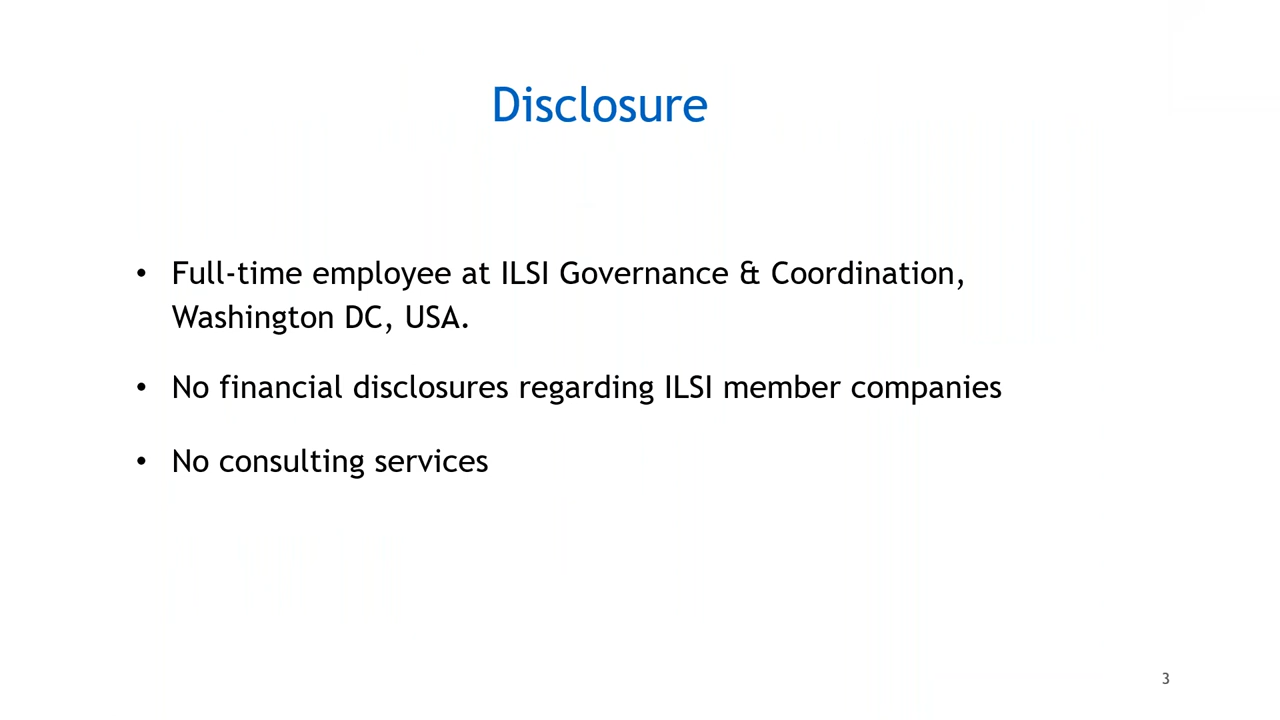 Disclosure
• Full-time employee at ILSI Governance & Coordination,
Washington DC, USA.
• No financial disclosures regarding ILSI member companies
• No consulting services
3